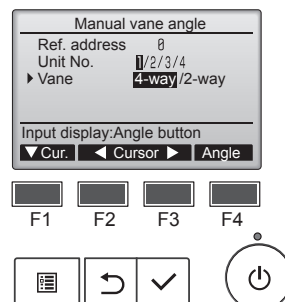 Manual vane angle
Ref. address 0
Unit No. 1/2/3/4
Vane 4-way/2-way
Input display:Angle button
Cur. Cursor Angle
F1 F2 F3 F4